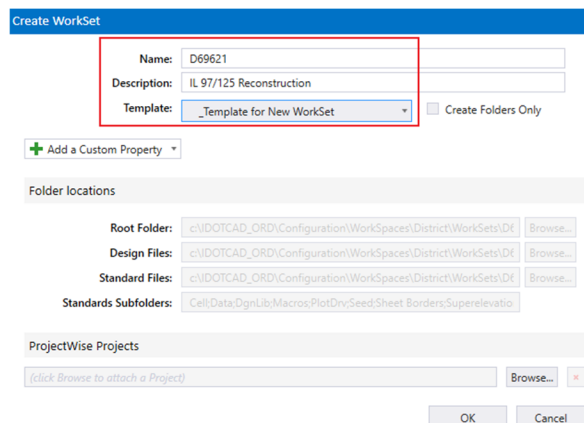 Create WorkSet
Name: D69621
Description: IL 97/125 Reconstruction
Template: _Template for New WorkSet Create Folders Only
Add a Custom Property
Folder locations
Root Folder: c:\IDOTCAD_ORD\Configuration\WorkSpaces\District\WorkSets\D6 Browse...
Design Files: c:\IDOTCAD_ORD\Configuration\WorkSpaces\District\WorkSets\D6 Browse...
Standard Files: c:\IDOTCAD_ORD\Configuration\WorkSpaces\District\WorkSets\D6 Browse...
Standards Subfolders: Cell;Data;DgnLib;Macros;PlotDrv;Seed;Sheet Borders;Superelevatio
ProjectWise Projects
(click Browse to attach a Project) Browse... ×
OK Cancel